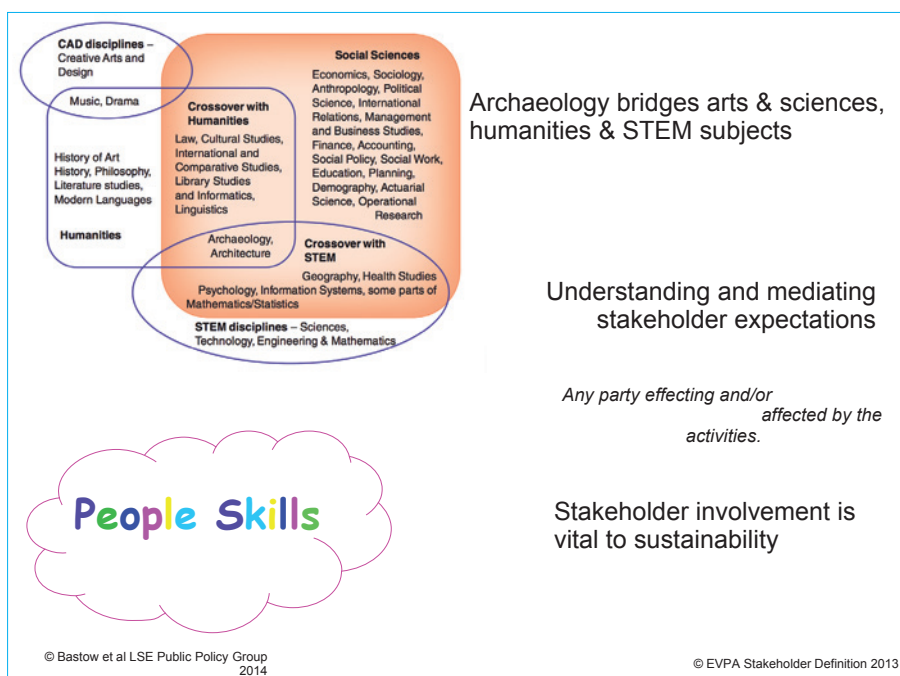 CAD disciplines –
Creative Arts and
Design
Music, Drama
History of Art
History, Philosophy,
Literature studies,
Modern Languages
Humanities
Crossover with
Humanities
Law, Cultural Studies,
International and
Comparative Studies,
Library Studies
and Informatics,
Linguistics
Archaeology,
Architecture
Social Sciences
Economics, Sociology,
Anthropology, Political
Science, International
Relations, Management
and Business Studies,
Finance, Accounting,
Social Policy, Social Work,
Education, Planning,
Demography, Actuarial
Science, Operational
Research
Crossover with
STEM
Geography, Health Studies
Psychology, Information Systems, some parts of
Mathematics/Statistics
STEM disciplines – Sciences,
Technology, Engineering & Mathematics
Archaeology bridges arts & sciences,
humanities & STEM subjects
Understanding and mediating
stakeholder expectations
Any party effecting and/or
affected by the
activities.
People Skills
Stakeholder involvement is
vital to sustainability
© Bastow et al LSE Public Policy Group
2014
© EVPA Stakeholder Definition 2013